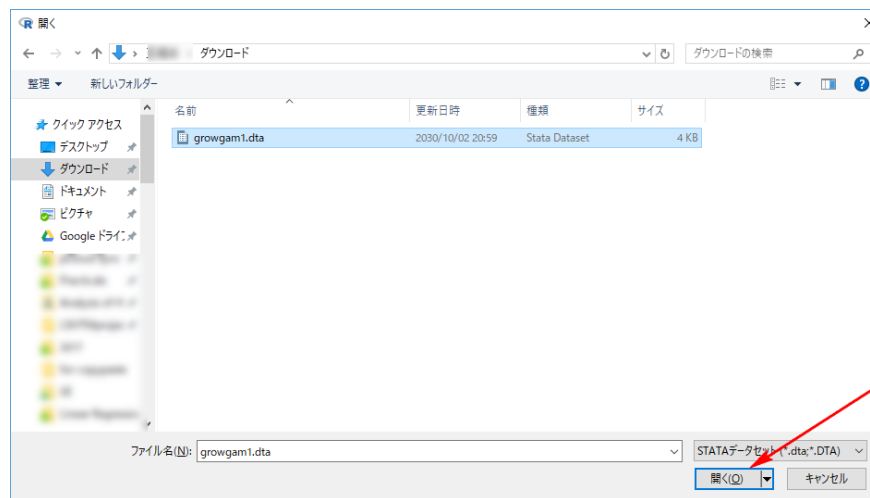 開く
ダウンロード
ダウンロードの検索
整理 新しいフォルダー
名前 更新日時 種類 サイズ
growgam1.dta 2030/10/02 20:59 Stata Dataset 4 KB
クイック アクセス
デスクトップ
ダウンロード
ドキュメント
ピクチャ
Google ドライ
ファイル名(N): growgam1.dta
STATAデータセット (*.dta;*.DTA)
開く(O) キャンセル